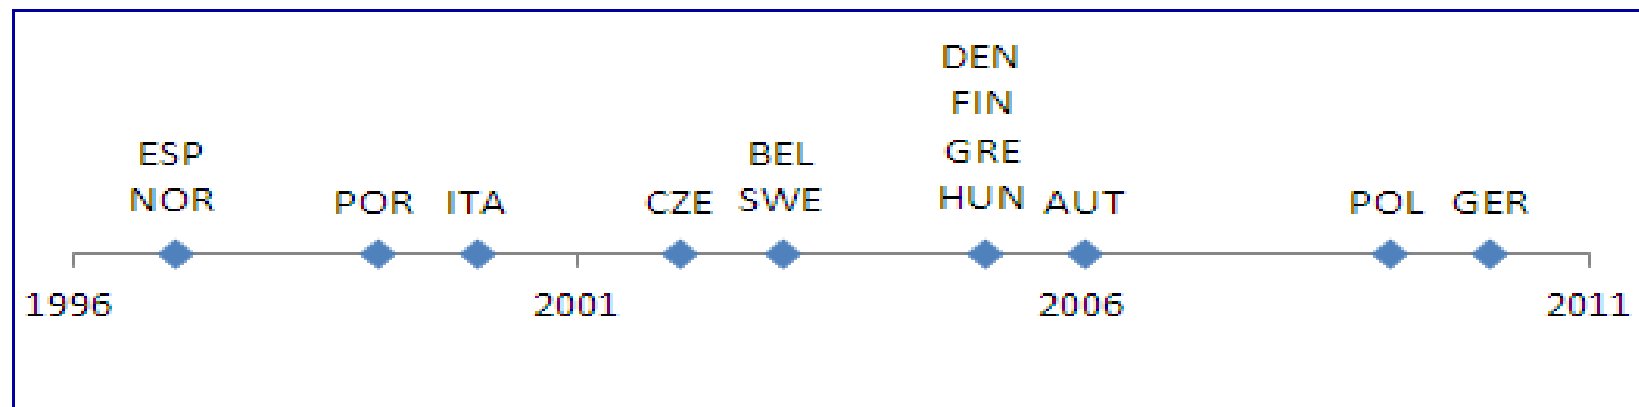 DEN
FIN
ESP BEL GRE
NOR POR ITA CZE SWE HUN AUT POL GER
1996 2001 2006 2011